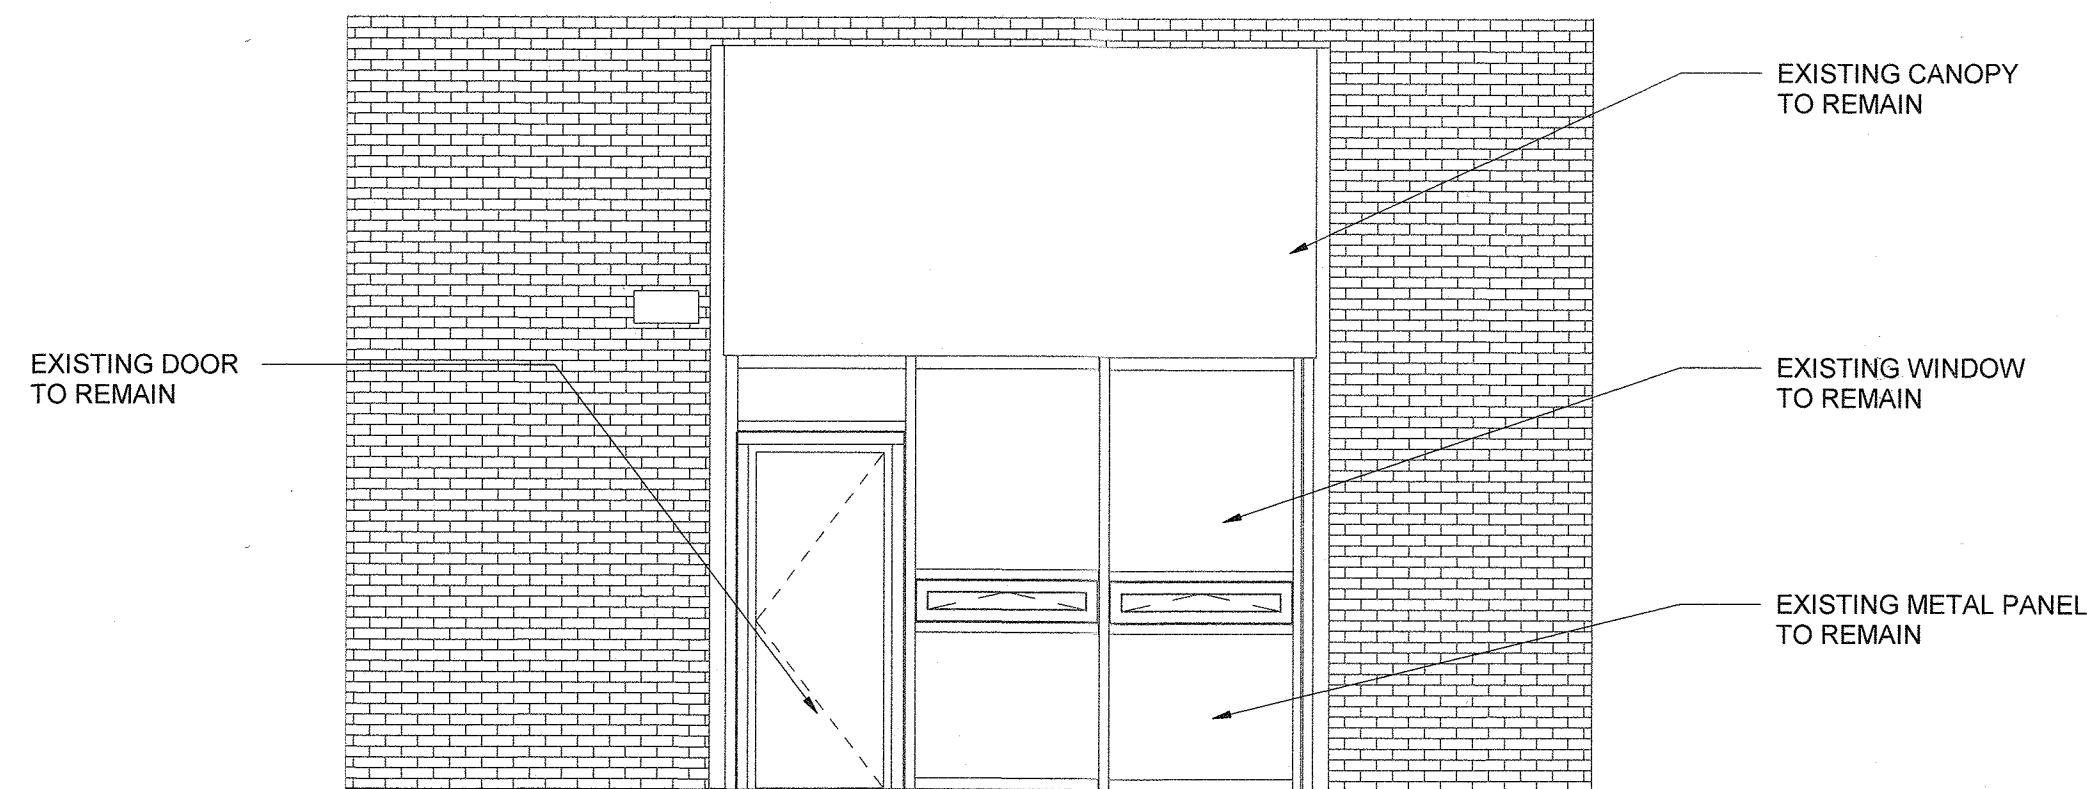 EXISTING CANOPY
TO REMAIN
EXISTING DOOR
TO REMAIN
EXISTING WINDOW
TO REMAIN
EXISTING METAL PANEL
TO REMAIN